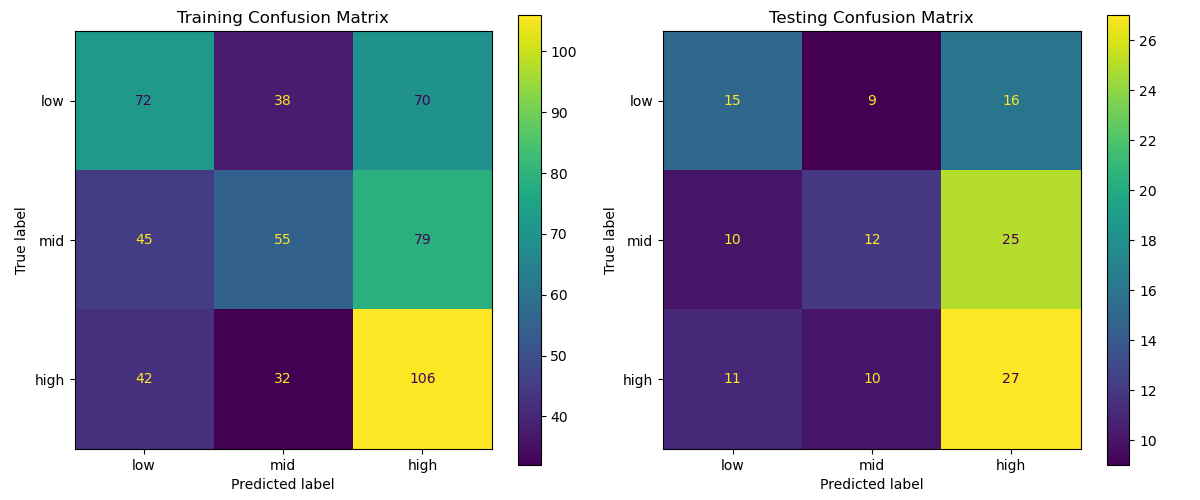 Training Confusion Matrix
True label
low
mid
high
72 38 70
45 55 79
42 32 106
low mid high
Predicted label
100
90
80
70
60
50
40
Testing Confusion Matrix
True label
low
mid
high
15 9 16
10 12 25
11 10 27
low mid high
Predicted label
26
24
22
20
18
16
14
12
10